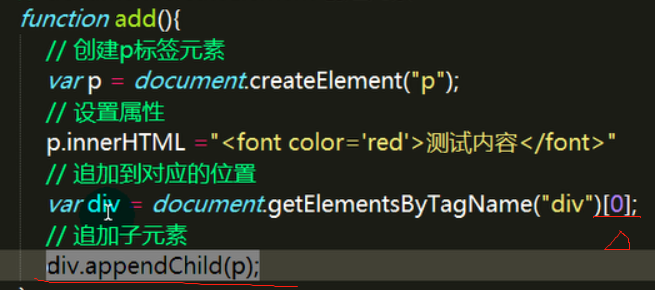 function add(){
// 创建p标签元素
var p = document.createElement("p");
// 设置属性
p.innerHTML ="<font color='red'>测试内容</font>"
// 追加到对应的位置
var div = document.getElementsByTagName("div")[0];
// 追加子元素
div.appendChild(p);